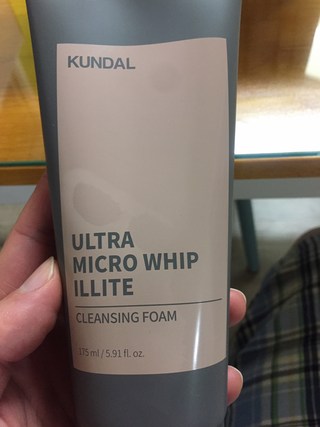 KUNDAL
ULTRA
MICRO WHIP
ILLITE
CLEANSING FOAM
175 ml / 5.91 fl. oz.